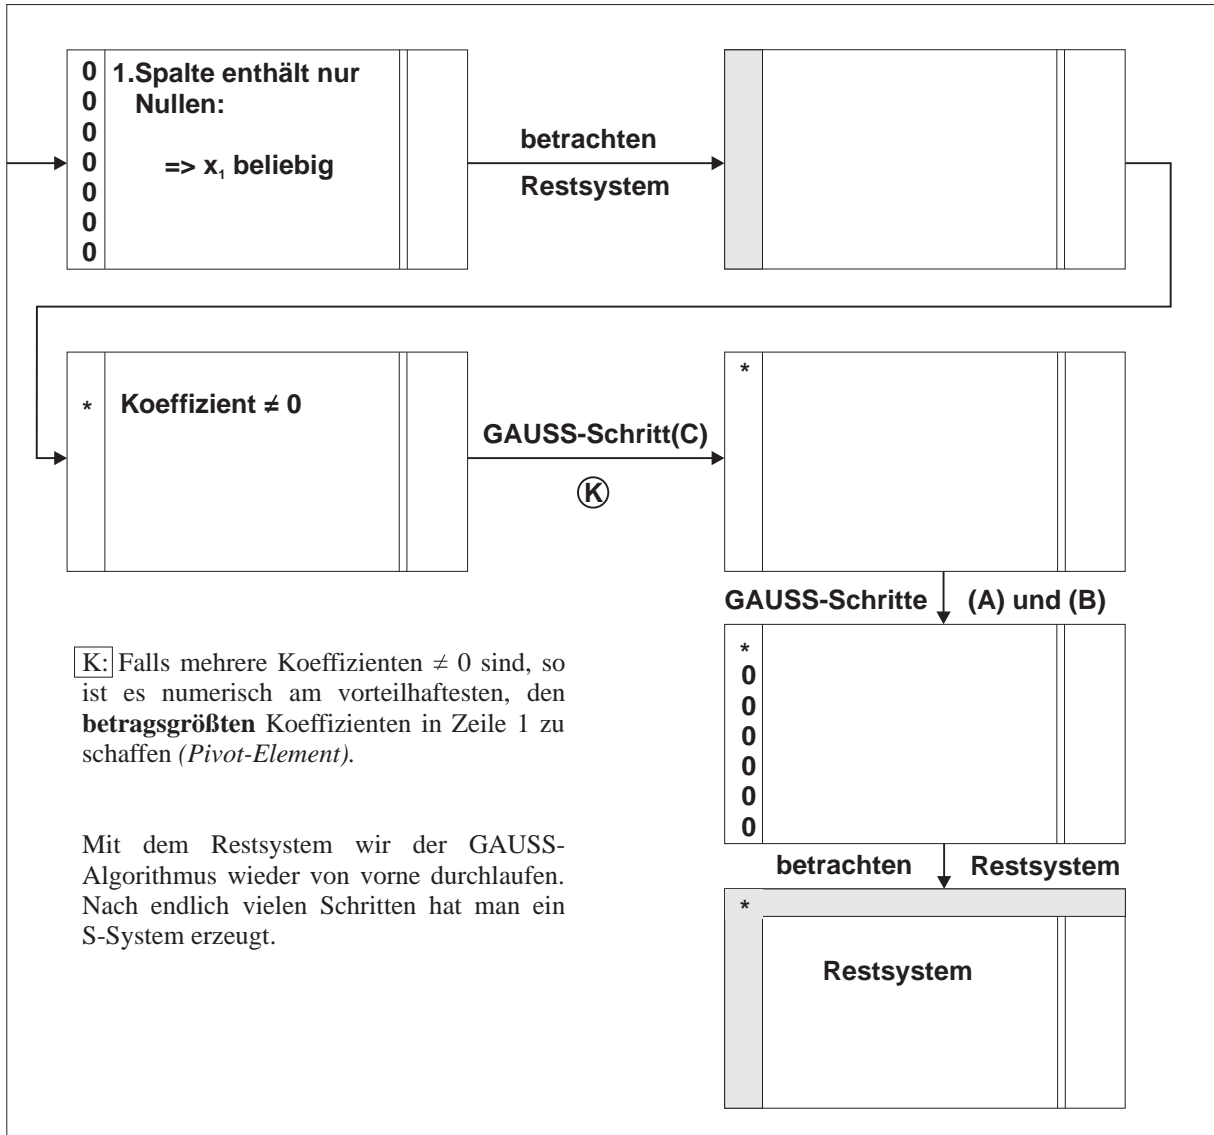 0 1.Spalte enthält nur
0 Nullen:
0
0 => x₁ beliebig
0
0
0
betrachten
Restsystem
* Koeffizient ≠ 0
GAUSS-Schritt(C)
K
*
GAUSS-Schritte (A) und (B)
*
0
0
0
0
0
0
betrachten Restsystem
*
Restsystem
K: Falls mehrere Koeffizienten ≠ 0 sind, so
ist es numerisch am vorteilhaftesten, den
betragsgrößten Koeffizienten in Zeile 1 zu
schaffen (Pivot-Element).
Mit dem Restsystem wir der GAUSS-
Algorithmus wieder von vorne durchlaufen.
Nach endlich vielen Schritten hat man ein
S-System erzeugt.